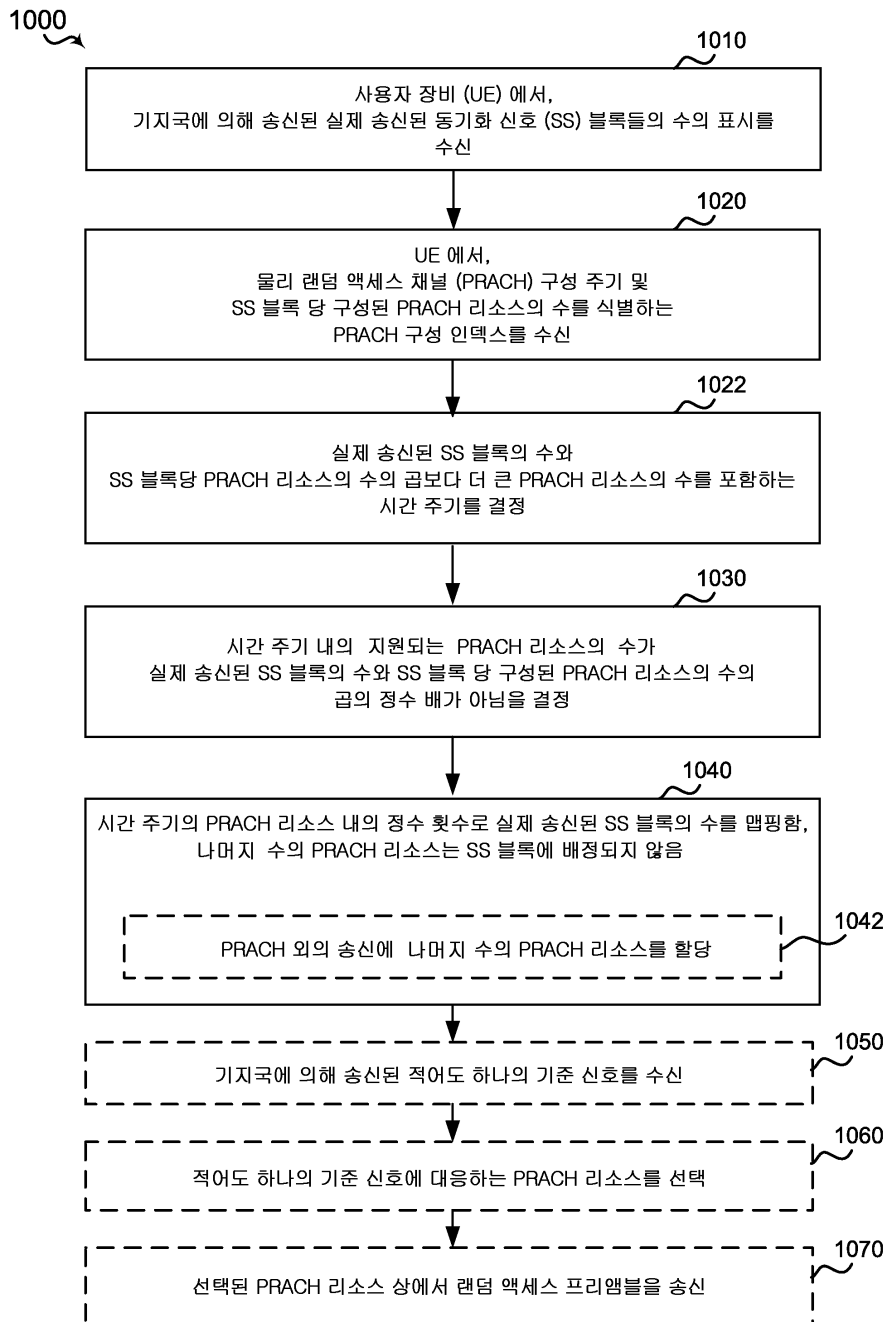 1000
1010
사용자 장비 (UE) 에서,
기지국에 의해 송신된 실제 송신된 동기화 신호 (SS) 블록들의 수의 표시를
수신
1020
UE 에서,
물리 랜덤 액세스 채널 (PRACH) 구성 주기 및
SS 블록 당 구성된 PRACH 리소스의 수를 식별하는
PRACH 구성 인덱스를 수신
1022
실제 송신된 SS 블록의 수와
SS 블록당 PRACH 리소스의 수의 곱보다 더 큰 PRACH 리소스의 수를 포함하는
시간 주기를 결정
1030
시간 주기 내의 지원되는 PRACH 리소스의 수가
실제 송신된 SS 블록의 수와 SS 블록 당 구성된 PRACH 리소스의 수의
곱의 정수 배가 아님을 결정
1040
시간 주기의 PRACH 리소스 내의 정수 횟수로 실제 송신된 SS 블록의 수를 맵핑함,
나머지 수의 PRACH 리소스는 SS 블록에 배정되지 않음
1042
PRACH 외의 송신에 나머지 수의 PRACH 리소스를 할당
1050
기지국에 의해 송신된 적어도 하나의 기준 신호를 수신
1060
적어도 하나의 기준 신호에 대응하는 PRACH 리소스를 선택
1070
선택된 PRACH 리소스 상에서 랜덤 액세스 프리앰블을 송신